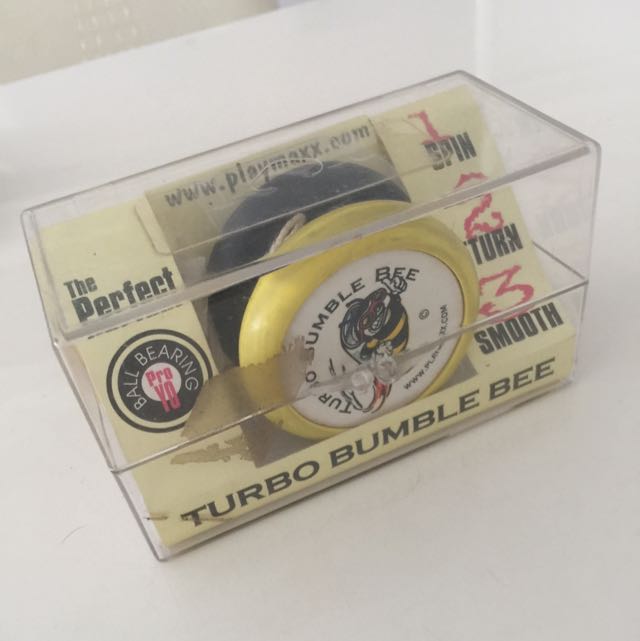 www.playmaxx.com
The
Perfect
BALL BEARING
Pro
YO
TURBO BUMBLE BEE
©
www.playmaxx.com
1
SPIN
2
TURN
3
SMOOTH
TURBO BUMBLE BEE